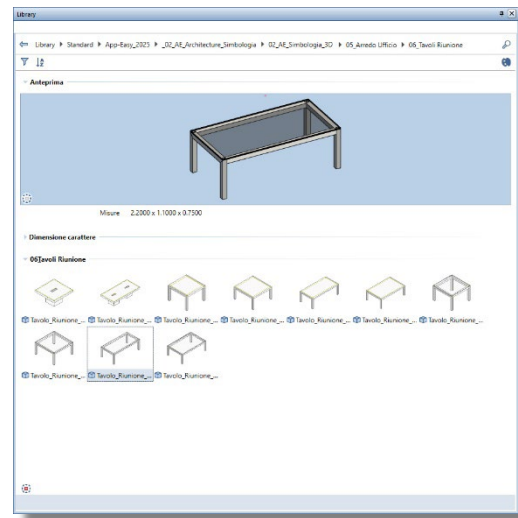 Library
Library ▸ Standard ▸ App-Easy_2025 ▸ _02_AE_Architecture_Simbologia ▸ 02_AE_Simbologia_3D ▸ 05_Arredo Ufficio ▸ 06_Tavoli Riunione
Anteprima
Misure 2.2000 x 1.1000 x 0.7500
Dimensione carattere
06Tavoli Riunione
Tavolo_Riunione_... Tavolo_Riunione_... Tavolo_Riunione_... Tavolo_Riunione_... Tavolo_Riunione_... Tavolo_Riunione_... Tavolo_Riunione_...
Tavolo_Riunione_... Tavolo_Riunione_... Tavolo_Riunione_...